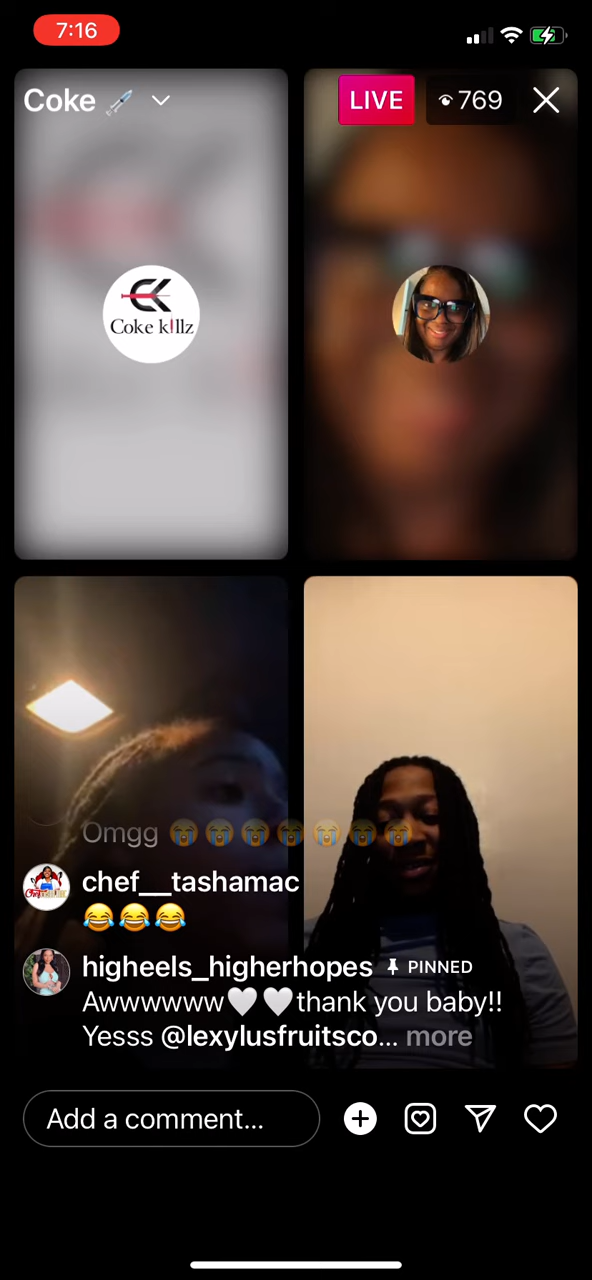 7:16
Coke 🚀
LIVE
769
Coke k!llz
Omgg 😭😭😭😭😭😭😭
chef__tashamac
😂😂😂
higheels_higherhopes PINNED
Awwwwww🤍🤍thank you baby!!
Yesss @lexylusfruitsco... more
Add a comment...